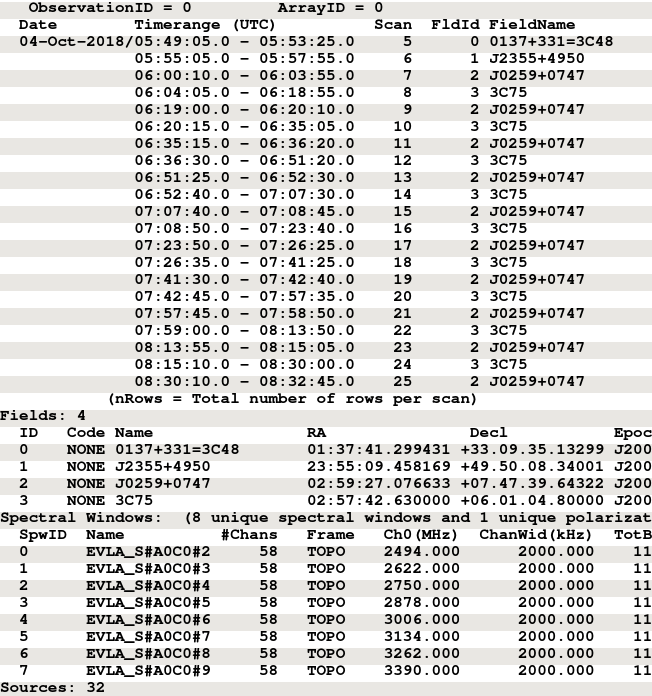 ObservationID = 0 ArrayID = 0
Date Timerange (UTC) Scan FldId FieldName
04-Oct-2018/05:49:05.0 - 05:53:25.0 5 0 0137+331=3C48
05:55:05.0 - 05:57:55.0 6 1 J2355+4950
06:00:10.0 - 06:03:55.0 7 2 J0259+0747
06:04:05.0 - 06:18:55.0 8 3 3C75
06:19:00.0 - 06:20:10.0 9 2 J0259+0747
06:20:15.0 - 06:35:05.0 10 3 3C75
06:35:15.0 - 06:36:20.0 11 2 J0259+0747
06:36:30.0 - 06:51:20.0 12 3 3C75
06:51:25.0 - 06:52:30.0 13 2 J0259+0747
06:52:40.0 - 07:07:30.0 14 3 3C75
07:07:40.0 - 07:08:45.0 15 2 J0259+0747
07:08:50.0 - 07:23:40.0 16 3 3C75
07:23:50.0 - 07:26:25.0 17 2 J0259+0747
07:26:35.0 - 07:41:25.0 18 3 3C75
07:41:30.0 - 07:42:40.0 19 2 J0259+0747
07:42:45.0 - 07:57:35.0 20 3 3C75
07:57:45.0 - 07:58:50.0 21 2 J0259+0747
07:59:00.0 - 08:13:50.0 22 3 3C75
08:13:55.0 - 08:15:05.0 23 2 J0259+0747
08:15:10.0 - 08:30:00.0 24 3 3C75
08:30:10.0 - 08:32:45.0 25 2 J0259+0747
(nRows = Total number of rows per scan)
Fields: 4
ID Code Name RA Decl Epoc
0 NONE 0137+331=3C48 01:37:41.299431 +33.09.35.13299 J200
1 NONE J2355+4950 23:55:09.458169 +49.50.08.34001 J200
2 NONE J0259+0747 02:59:27.076633 +07.47.39.64322 J200
3 NONE 3C75 02:57:42.630000 +06.01.04.80000 J200
Spectral Windows: (8 unique spectral windows and 1 unique polarizat
SpwID Name #Chans Frame Ch0(MHz) ChanWid(kHz) TotB
0 EVLA_S#A0C0#2 58 TOPO 2494.000 2000.000 11
1 EVLA_S#A0C0#3 58 TOPO 2622.000 2000.000 11
2 EVLA_S#A0C0#4 58 TOPO 2750.000 2000.000 11
3 EVLA_S#A0C0#5 58 TOPO 2878.000 2000.000 11
4 EVLA_S#A0C0#6 58 TOPO 3006.000 2000.000 11
5 EVLA_S#A0C0#7 58 TOPO 3134.000 2000.000 11
6 EVLA_S#A0C0#8 58 TOPO 3262.000 2000.000 11
7 EVLA_S#A0C0#9 58 TOPO 3390.000 2000.000 11
Sources: 32